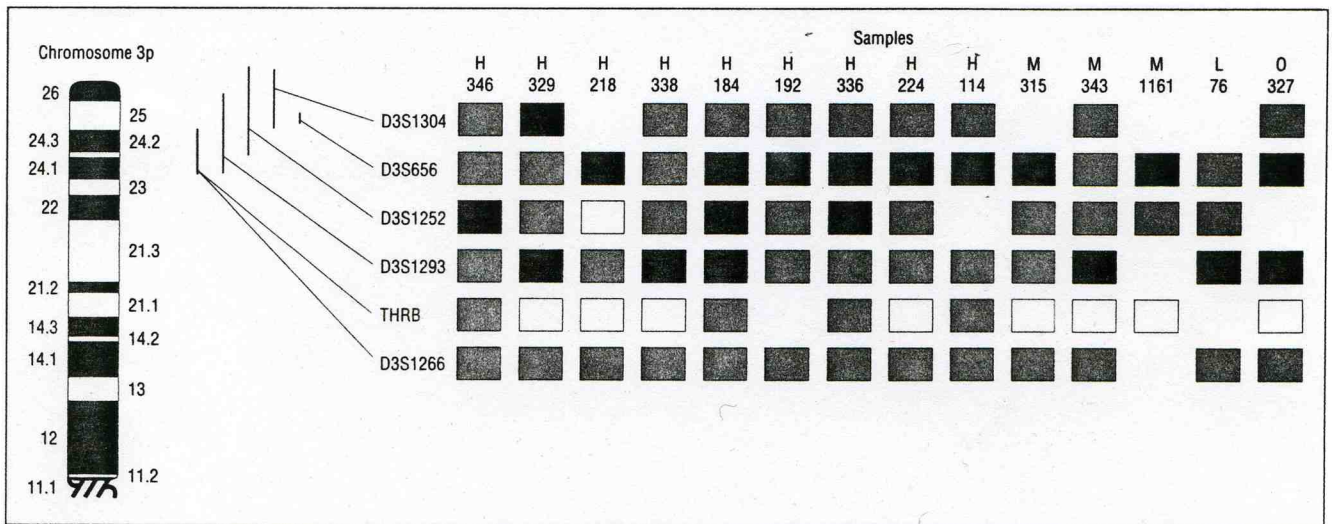 Chromosome 3p
26
25
24.3
24.2
24.1
23
22
21.3
21.2
21.1
14.3
14.2
14.1
13
12
11.2
11.1
Samples
H H H H H H H H H M M M L O
346 329 218 338 184 192 336 224 114 315 343 1161 76 327
D3S1304
D3S656
D3S1252
D3S1293
THRB
D3S1266